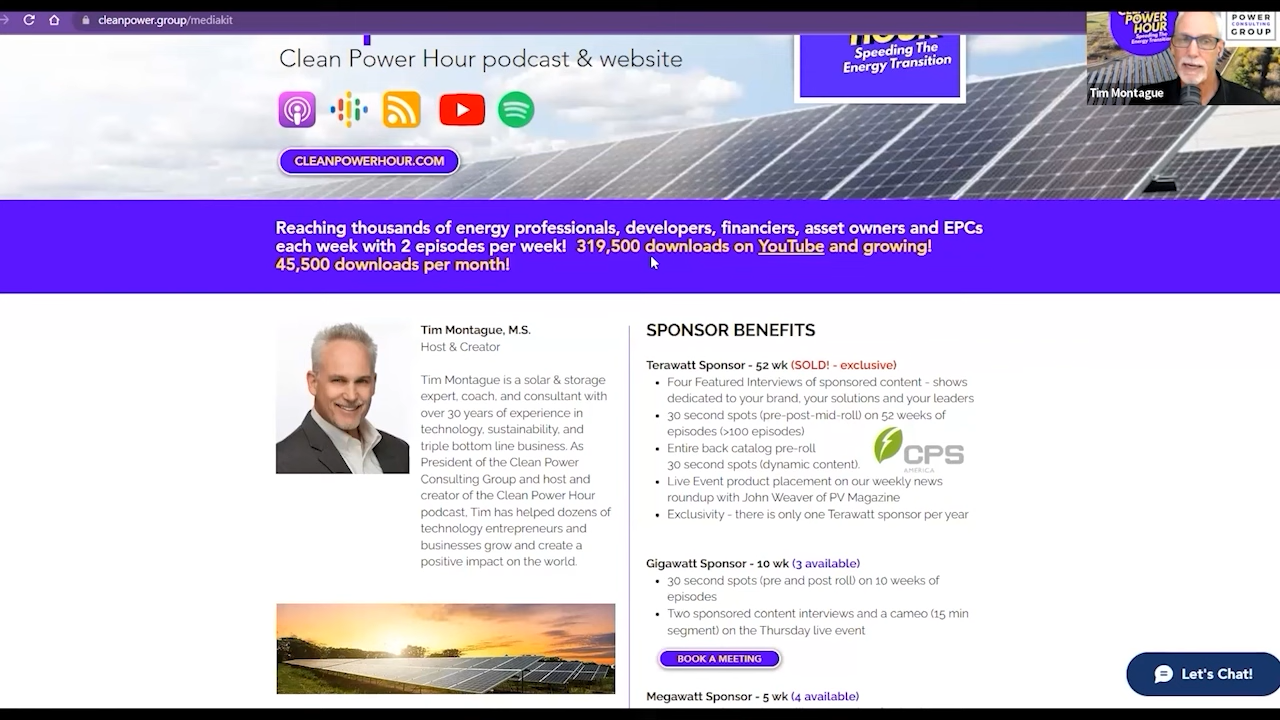 cleanpower.group/mediakit
Clean Power Hour podcast & website
HOUR
Speeding The
Energy Transition
CLEANPOWERHOUR.COM
POWER
HOUR
Speeding The
Energy Transition
POWER
CONSULTING
GROUP
Tim Montague
Reaching thousands of energy professionals, developers, financiers, asset owners and EPCs
each week with 2 episodes per week! 319,500 downloads on YouTube and growing!
45,500 downloads per month!
Tim Montague, M.S.
Host & Creator
Tim Montague is a solar & storage
expert, coach, and consultant with
over 30 years of experience in
technology, sustainability, and
triple bottom line business. As
President of the Clean Power
Consulting Group and host and
creator of the Clean Power Hour
podcast, Tim has helped dozens of
technology entrepreneurs and
businesses grow and create a
positive impact on the world.
SPONSOR BENEFITS
Terawatt Sponsor - 52 wk (SOLD! - exclusive)
• Four Featured Interviews of sponsored content - shows
dedicated to your brand, your solutions and your leaders
• 30 second spots (pre-post-mid-roll) on 52 weeks of
episodes (>100 episodes)
• Entire back catalog pre-roll
30 second spots (dynamic content).
• Live Event product placement on our weekly news
roundup with John Weaver of PV Magazine
• Exclusivity - there is only one Terawatt sponsor per year
CPS
AMERICA
Gigawatt Sponsor - 10 wk (3 available)
• 30 second spots (pre and post roll) on 10 weeks of
episodes
• Two sponsored content interviews and a cameo (15 min
segment) on the Thursday live event
BOOK A MEETING
Megawatt Sponsor - 5 wk (4 available)
Let's Chat!